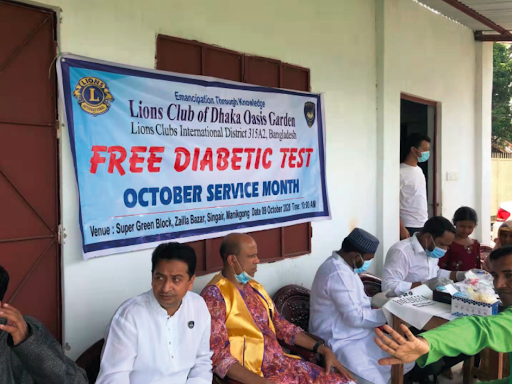 Emancipation Through Knowledge
Lions Club of Dhaka Oasis Garden
Lions Clubs International District 315A2, Bangladesh
FREE DIABETIC TEST
OCTOBER SERVICE MONTH
Venue : Super Green Block, Zailla Bazar, Singair, Manikgonj Date 09 October 2020 Time: 10:00 AM
LIONS
L